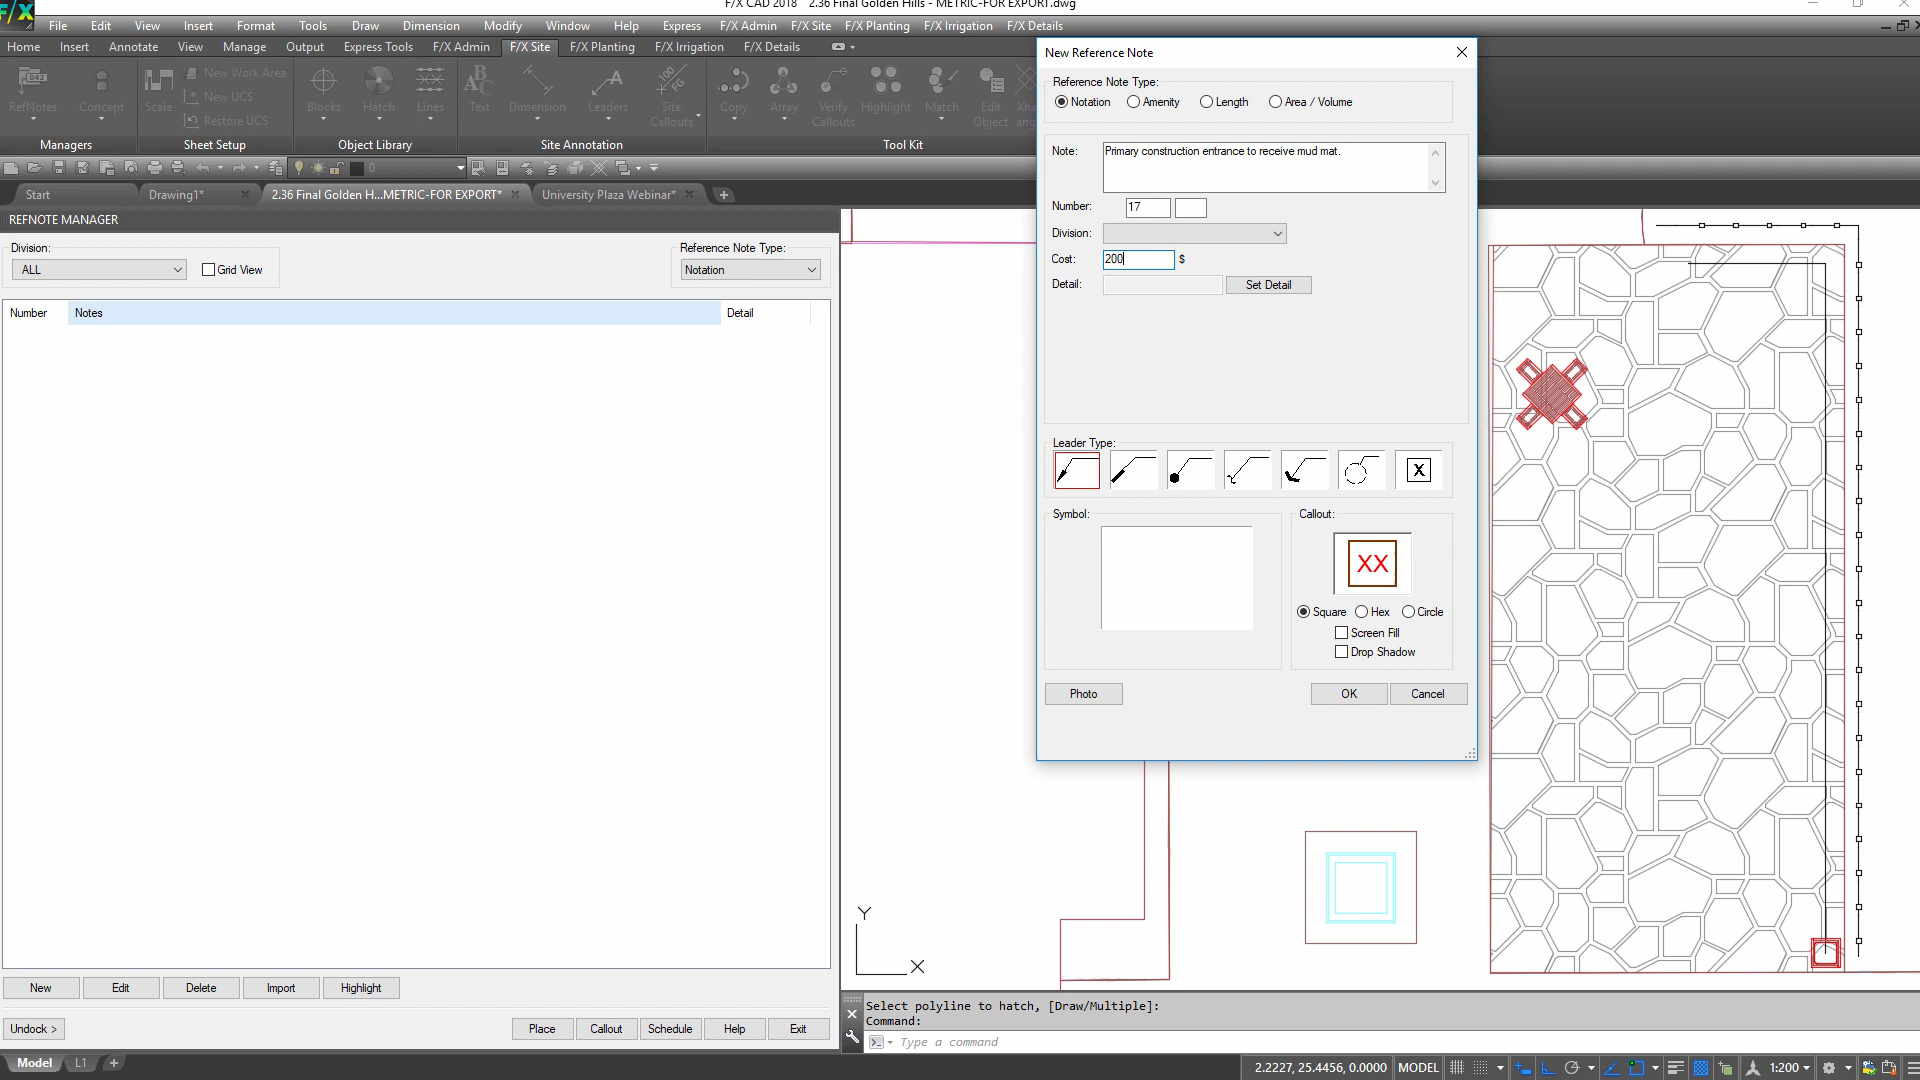 F/X CAD 2018 2.36 Final Golden Hills - METRIC-FOR EXPORT.dwg
F/X File Edit View Insert Format Tools Draw Dimension Modify Window Help Express F/X Admin F/X Site F/X Planting F/X Irrigation F/X Details
Home Insert Annotate View Manage Output Express Tools F/X Admin F/X Site F/X Planting F/X Irrigation F/X Details
RefNotes Concept Scale New Work Area New UCS Restore UCS Blocks Hatch Lines Text Dimension Leaders Site Callouts Copy Array Verify Callouts Highlight Match Edit Object
Managers Sheet Setup Object Library Site Annotation Tool Kit
0
Start Drawing1* 2.36 Final Golden H...METRIC-FOR EXPORT* University Plaza Webinar*
REFNOTE MANAGER
Division: Reference Note Type:
ALL Grid View Notation
Number Notes Detail
New Edit Delete Import Highlight
Undock > Place Callout Schedule Help Exit
Model L1
New Reference Note
Reference Note Type:
Notation Amenity Length Area / Volume
Note: Primary construction entrance to receive mud mat.
Number: 17
Division:
Cost: 200 $
Detail: Set Detail
Leader Type:
X
Symbol: Callout:
XX
Square Hex Circle
Screen Fill
Drop Shadow
Photo OK Cancel
Y
X
Select polyline to hatch, [Draw/Multiple]:
Command:
Type a command
2.2227, 25.4456, 0.0000 MODEL 1:200